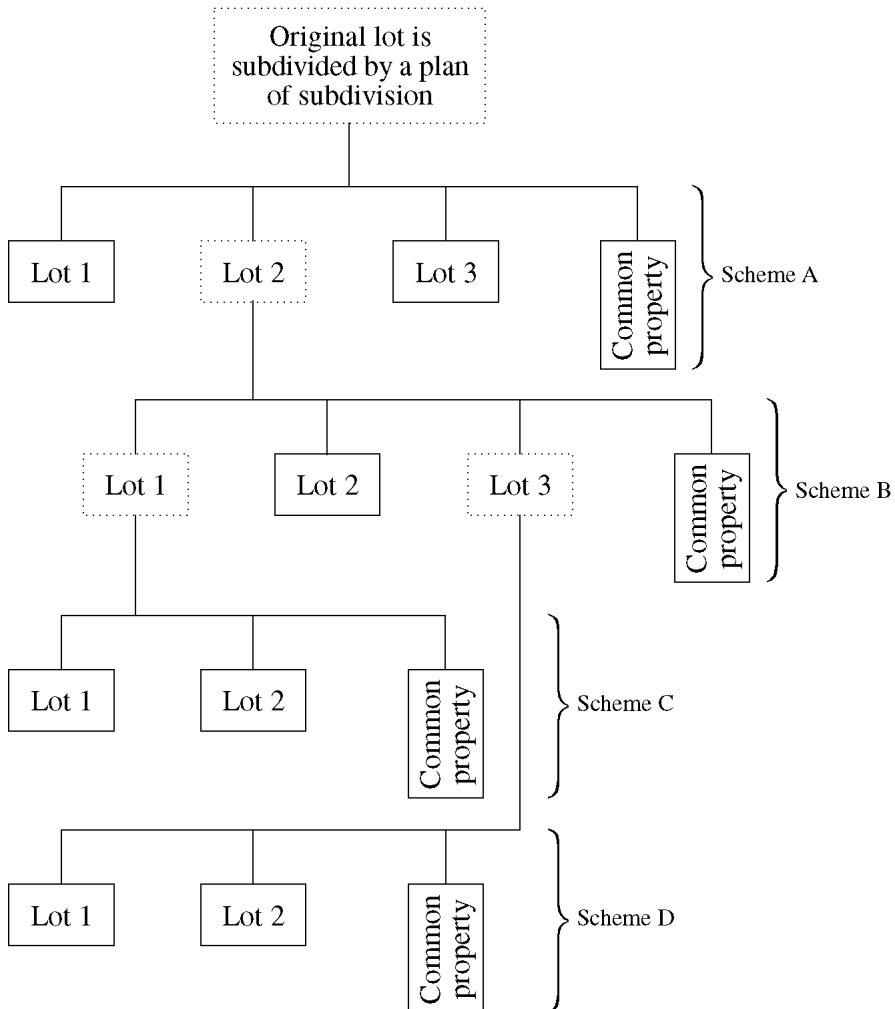 Original lot is
subdivided by a plan
of subdivision
Lot 1
Lot 2
Lot 3
Common
property
Scheme A
Lot 1
Lot 2
Lot 3
Common
property
Scheme B
Lot 1
Lot 2
Common
property
Scheme C
Lot 1
Lot 2
Common
property
Scheme D